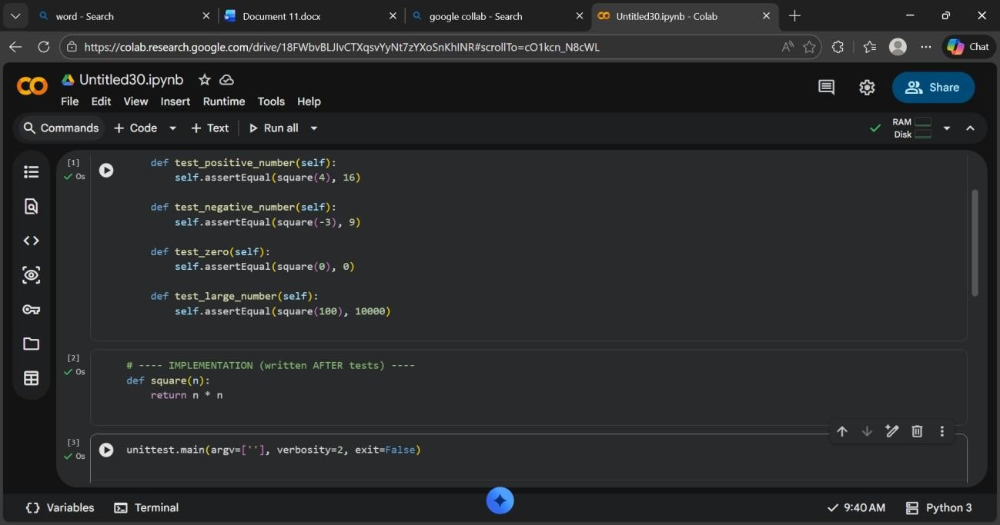 word - Search
Document 11.docx
google collab - Search
Untitled30.ipynb - Colab
https://colab.research.google.com/drive/18FWbvBLJIvCTXqsvYyNt7zYXoSnKhINR#scrollTo=cO1kcn_N8cWL
Chat
Untitled30.ipynb
File Edit View Insert Runtime Tools Help
Share
Commands + Code + Text Run all
RAM
Disk
[1]
0s
def test_positive_number(self):
self.assertEqual(square(4), 16)
def test_negative_number(self):
self.assertEqual(square(-3), 9)
def test_zero(self):
self.assertEqual(square(0), 0)
def test_large_number(self):
self.assertEqual(square(100), 10000)
[2]
0s
# ---- IMPLEMENTATION (written AFTER tests) ----
def square(n):
return n * n
[3]
0s
unittest.main(argv=[''], verbosity=2, exit=False)
Variables Terminal
9:40 AM Python 3